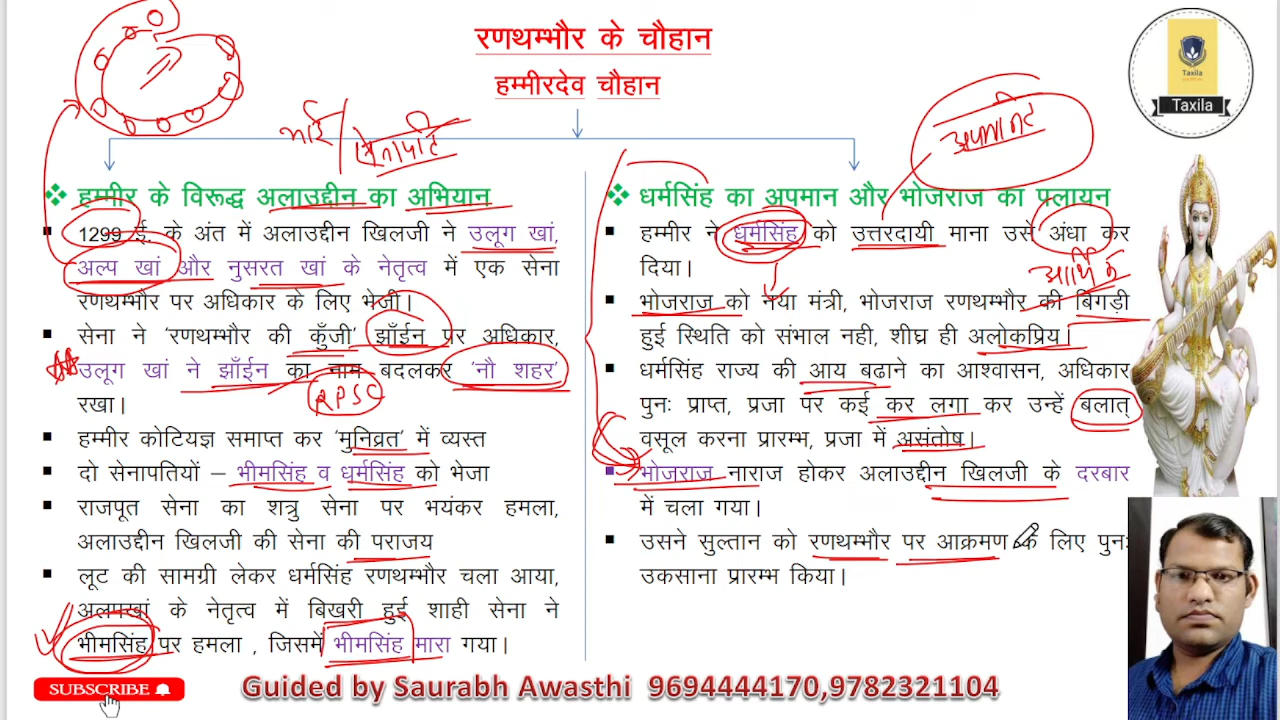 रणथम्भौर के चौहान
हम्मीरदेव चौहान
Taxila
Taxila
भाई/सेनापति
अपमानित
❖ हम्मीर के विरूद्ध अलाउद्दीन का अभियान
▪ 1299 ई. के अंत में अलाउद्दीन खिलजी ने उलूग खां,
अल्प खां और नुसरत खां के नेतृत्व में एक सेना
रणथम्भौर पर अधिकार के लिए भेजी।
▪ सेना ने ‘रणथम्भौर की कुँजी’ झाँईन पर अधिकार,
उलूग खां ने झाँईन का नाम बदलकर ‘नौ शहर’
RPSC
रखा।
▪ हम्मीर कोटियज्ञ समाप्त कर ‘मुनिव्रत’ में व्यस्त
▪ दो सेनापतियों – भीमसिंह व धर्मसिंह को भेजा
▪ राजपूत सेना का शत्रु सेना पर भयंकर हमला,
अलाउद्दीन खिलजी की सेना की पराजय
▪ लूट की सामग्री लेकर धर्मसिंह रणथम्भौर चला आया,
अलपखां के नेतृत्व में बिखरी हुई शाही सेना ने
भीमसिंह पर हमला , जिसमें भीमसिंह मारा गया।
❖ धर्मसिंह का अपमान और भोजराज का पलायन
▪ हम्मीर ने धर्मसिंह को उत्तरदायी माना उसे अंधा कर
दिया।
आर्थिक
▪ भोजराज को नया मंत्री, भोजराज रणथम्भौर की बिगड़ी
हुई स्थिति को संभाल नही, शीघ्र ही अलोकप्रिय।
▪ धर्मसिंह राज्य की आय बढाने का आश्वासन, अधिकार
पुनः प्राप्त, प्रजा पर कई कर लगा कर उन्हें बलात्
वसूल करना प्रारम्भ, प्रजा में असंतोष।
▪ भोजराज नाराज होकर अलाउद्दीन खिलजी के दरबार
में चला गया।
▪ उसने सुल्तान को रणथम्भौर पर आक्रमण के लिए पुनः
उकसाना प्रारम्भ किया।
SUBSCRIBE
Guided by Saurabh Awasthi 9694444170,9782321104